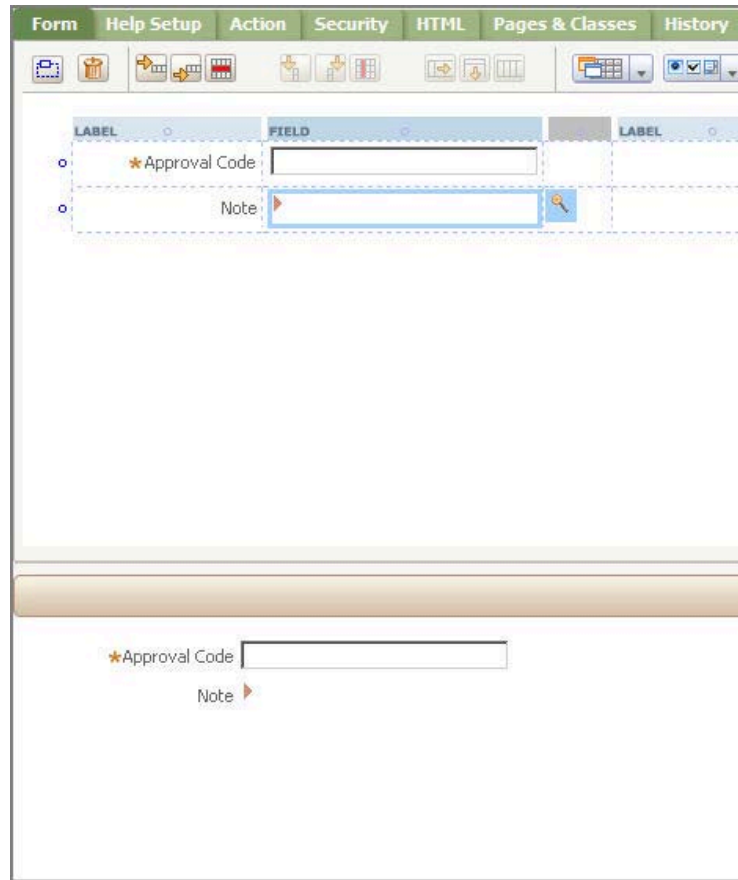 Form Help Setup Action Security HTML Pages & Classes History
LABEL FIELD LABEL
*Approval Code
Note
*Approval Code
Note